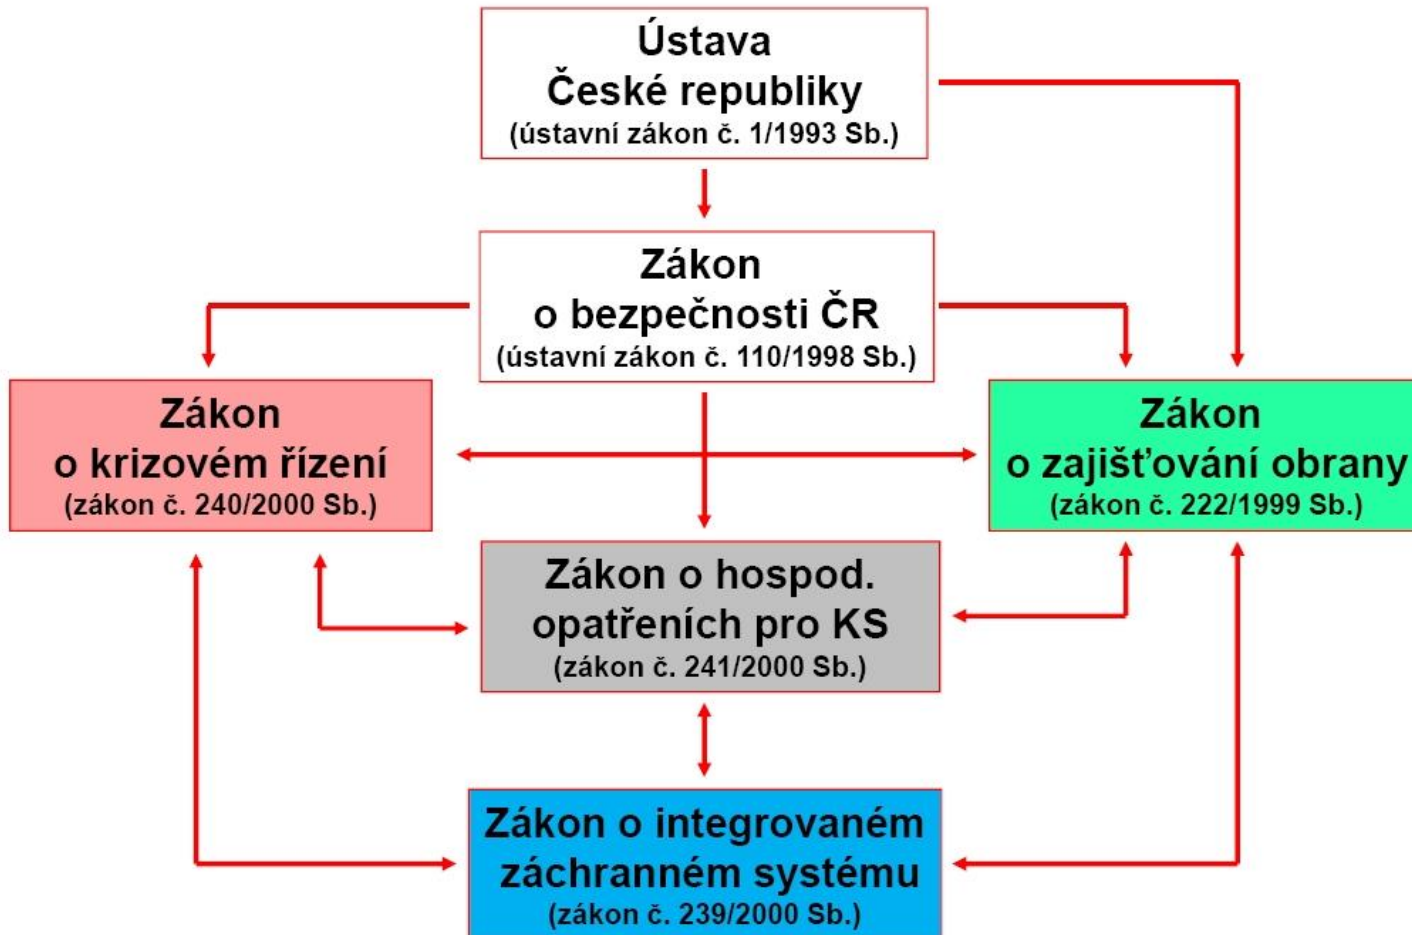 Ústava
České republiky
(ústavní zákon č. 1/1993 Sb.)
Zákon
o bezpečnosti ČR
(ústavní zákon č. 110/1998 Sb.)
Zákon
o krizovém řízení
(zákon č. 240/2000 Sb.)
Zákon
o zajišťování obrany
(zákon č. 222/1999 Sb.)
Zákon o hospod.
opatřeních pro KS
(zákon č. 241/2000 Sb.)
Zákon o integrovaném
záchranném systému
(zákon č. 239/2000 Sb.)